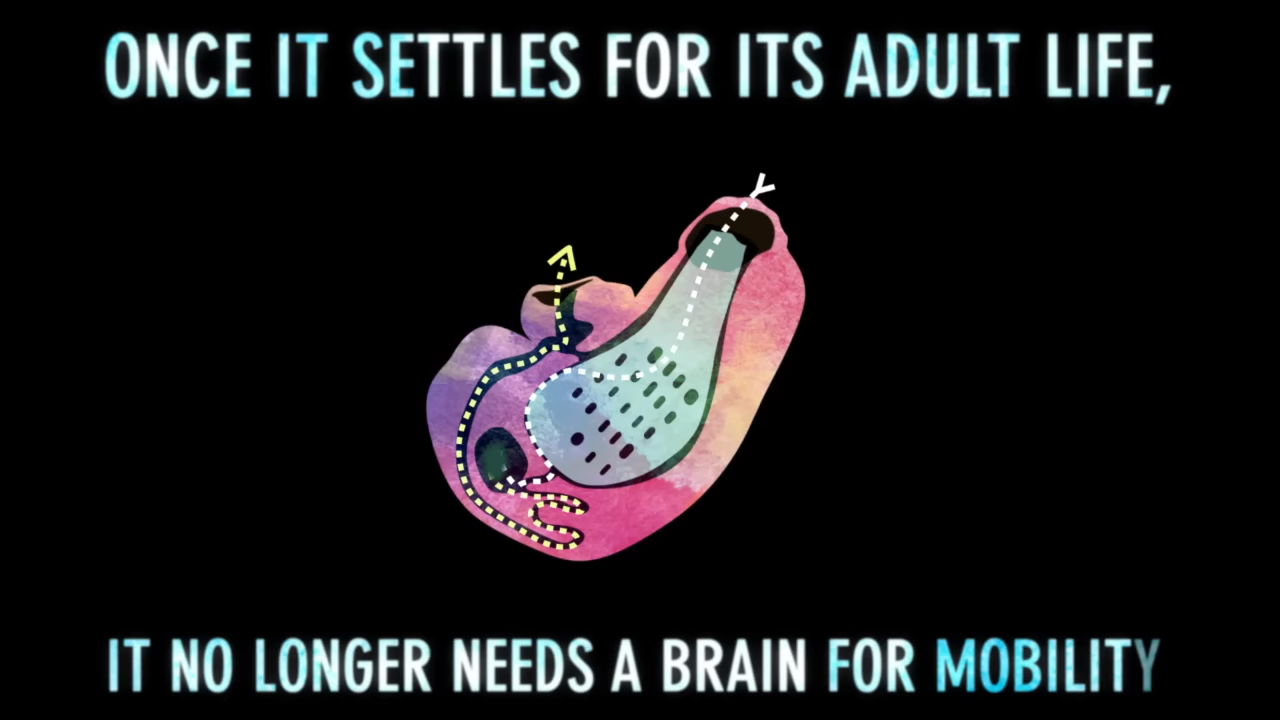 ONCE IT SETTLES FOR ITS ADULT LIFE,
IT NO LONGER NEEDS A BRAIN FOR MOBILITY